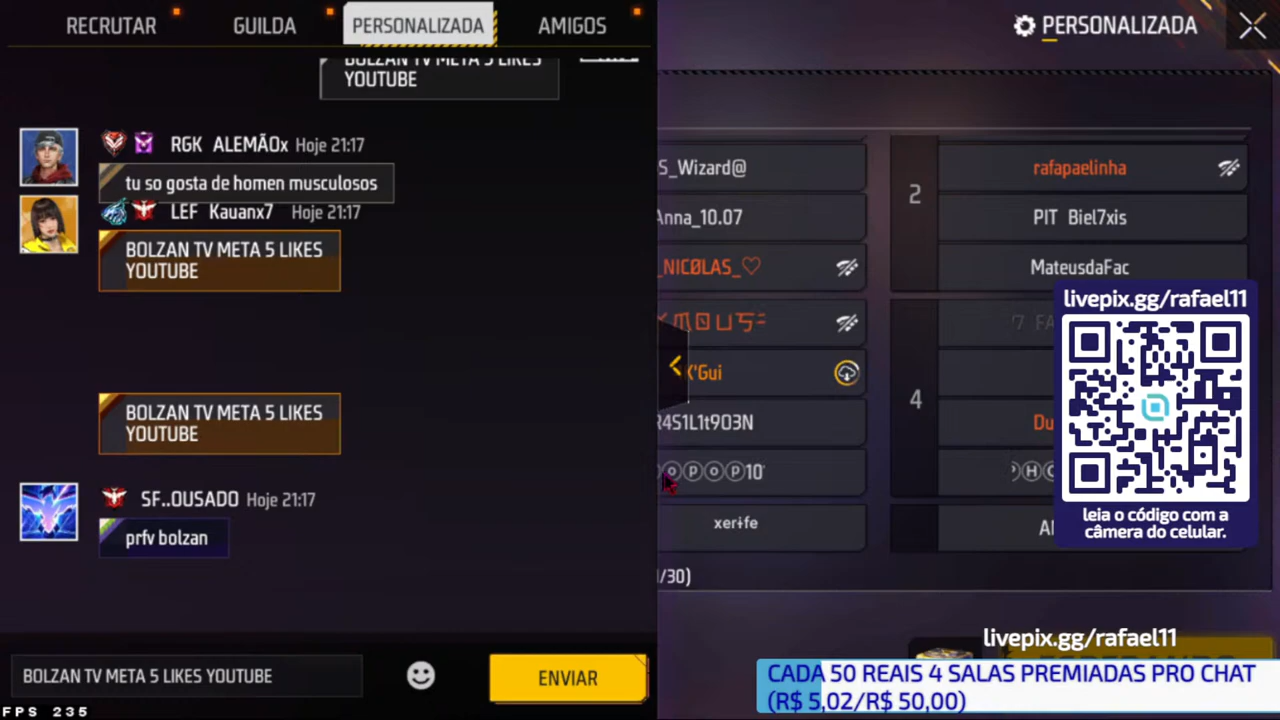 RECRUTAR
GUILDA
PERSONALIZADA
AMIGOS
PERSONALIZADA
BOLZAN TV META 5 LIKES
YOUTUBE
RGK ALEMÃOx Hoje 21:17
tu so gosta de homen musculosos
LEF Kauanx7 Hoje 21:17
BOLZAN TV META 5 LIKES
YOUTUBE
BOLZAN TV META 5 LIKES
YOUTUBE
SF..OUSADO Hoje 21:17
prfv bolzan
BOLZAN TV META 5 LIKES YOUTUBE
ENVIAR
FPS 235
S_Wizard@
Anna_10.07
_NICØLAS_♡
K'Gui
R4S1L1t9O3N
ⓞⓟⓞⓟ10
xerife
/30)
2
rafapaelinha
PIT Biel7xis
MateusdaFac
4
livepix.gg/rafael11
leia o código com a
câmera do celular.
livepix.gg/rafael11
CADA 50 REAIS 4 SALAS PREMIADAS PRO CHAT
(R$ 5,02/R$ 50,00)